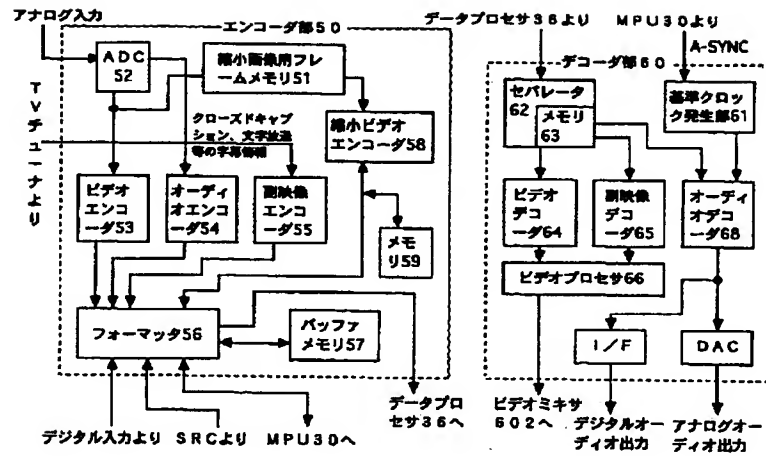 アナログ入力
エンコーダ部50
ADC
52
縮小画像用フレ
ームメモリ51
TVチューナより
クローズドキャプ
ション、文字放送
等の字幕情報
縮小ビデオ
エンコーダ58
ビデオ
エンコー
ダ53
オーディ
オエンコ
ーダ54
副映像
エンコ
ーダ55
メモ
リ59
フォーマッタ56
バッファ
メモリ57
デジタル入力より
SRCより
MPU30へ
データプロ
セサ36へ
データプロセサ36より
MPU30より
A-SYNC
デコーダ部60
セパレータ
62
メモリ
63
基準クロッ
ク発生部61
ビデオ
デコー
ダ64
副映像
デコー
ダ65
オーデ
ィオデコ
ーダ68
ビデオプロセサ66
I/F
DAC
ビデオミキサ
602へ
デジタルオー
ディオ出力
アナログオー
ディオ出力